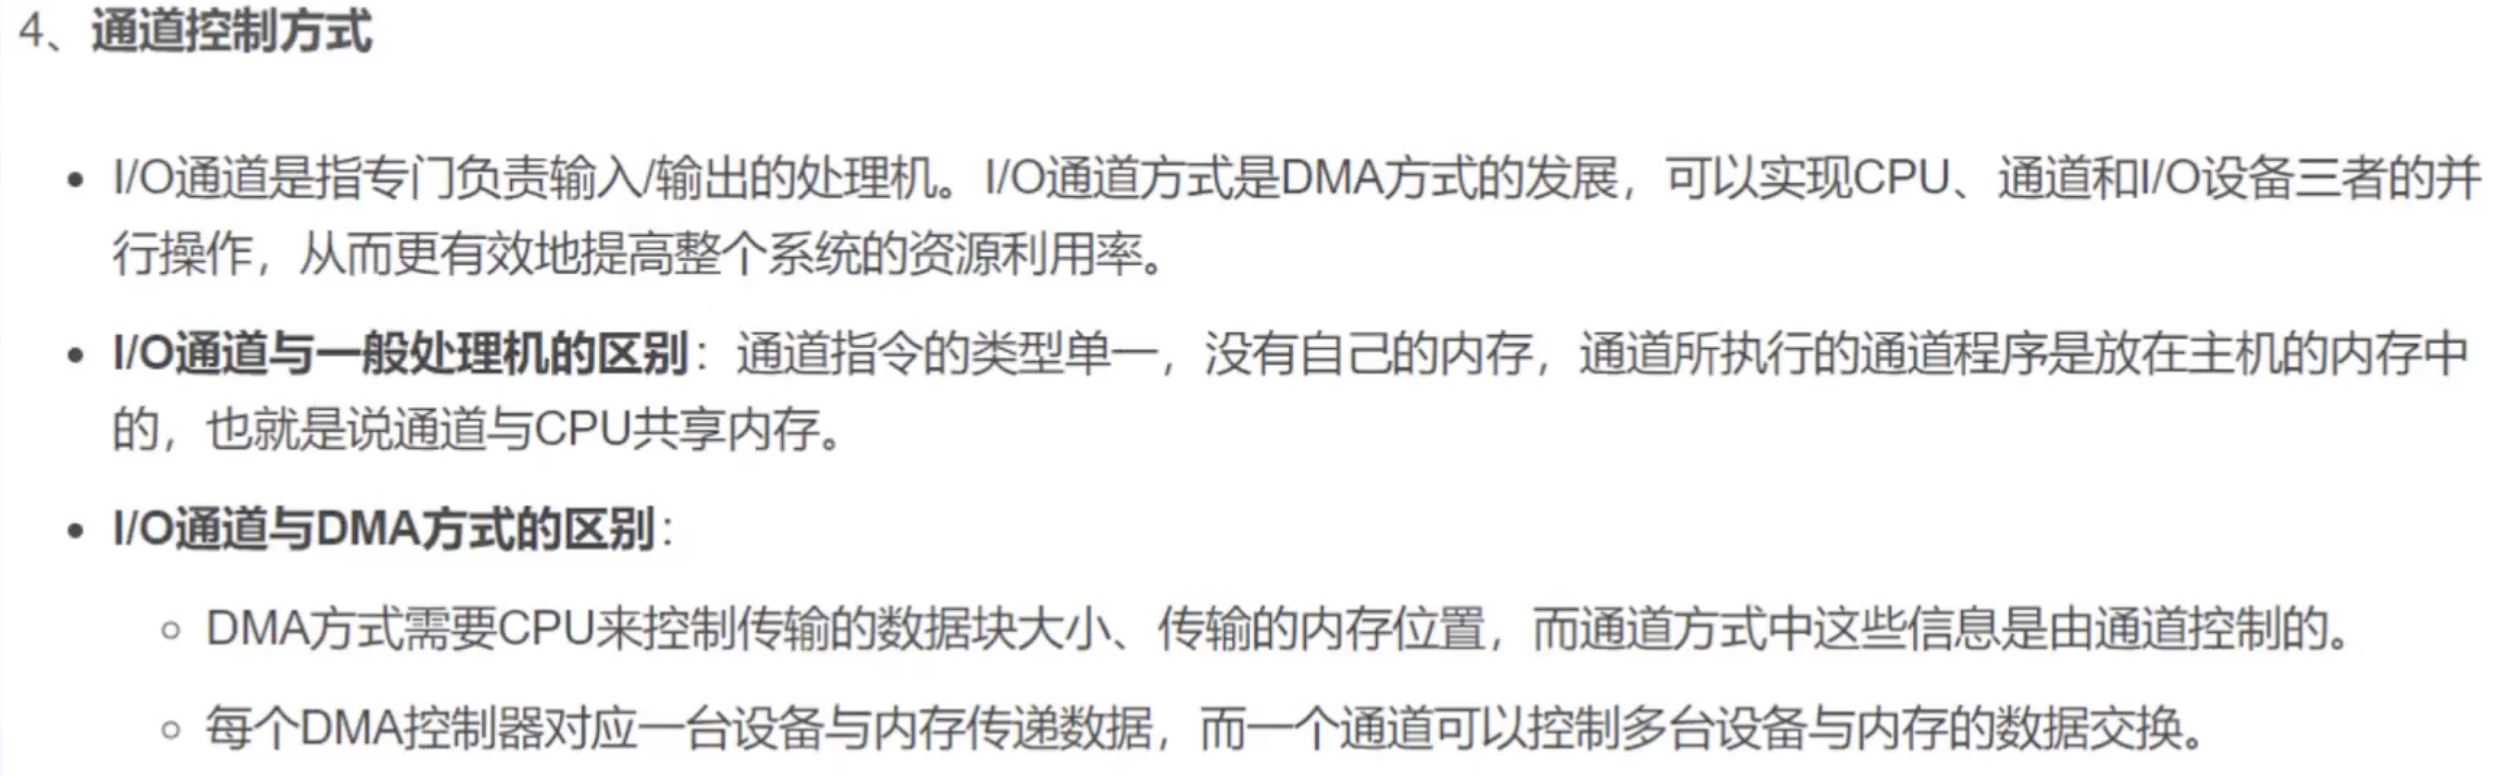 4、通道控制方式
I/O通道是指专门负责输入/输出的处理机。I/O通道方式是DMA方式的发展，可以实现CPU、通道和I/O设备三者的并
行操作，从而更有效地提高整个系统的资源利用率。
I/O通道与一般处理机的区别：通道指令的类型单一，没有自己的内存，通道所执行的通道程序是放在主机的内存中
的，也就是说通道与CPU共享内存。
I/O通道与DMA方式的区别：
DMA方式需要CPU来控制传输的数据块大小、传输的内存位置，而通道方式中这些信息是由通道控制的。
每个DMA控制器对应一台设备与内存传递数据，而一个通道可以控制多台设备与内存的数据交换。